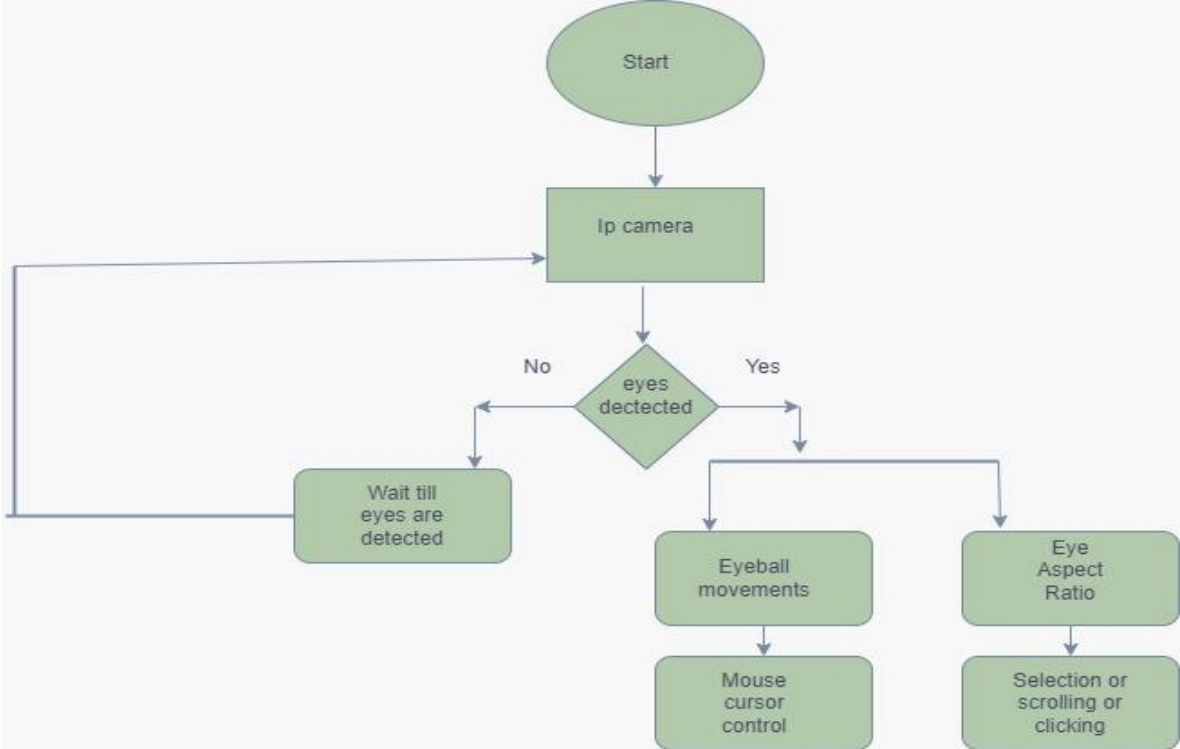 Start
Ip camera
No
Yes
eyes
dectected
Wait till
eyes are
detected
Eyeball
movements
Eye
Aspect
Ratio
Mouse
cursor
control
Selection or
scrolling or
clicking